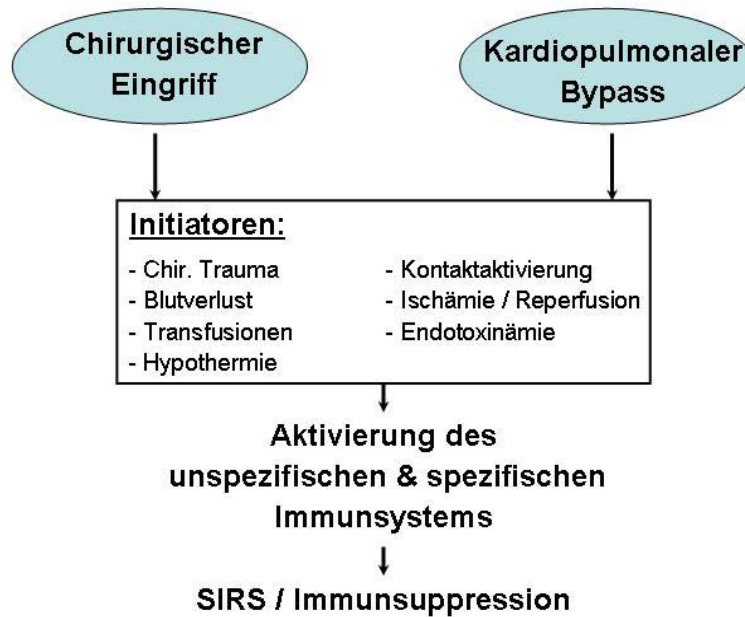 Chirurgischer
Eingriff
Kardiopulmonaler
Bypass
Initiatoren:
- Chir. Trauma
- Blutverlust
- Transfusionen
- Hypothermie
- Kontaktaktivierung
- Ischämie / Reperfusion
- Endotoxinämie
Aktivierung des
unspezifischen & spezifischen
Immunsystems
SIRS / Immunsuppression